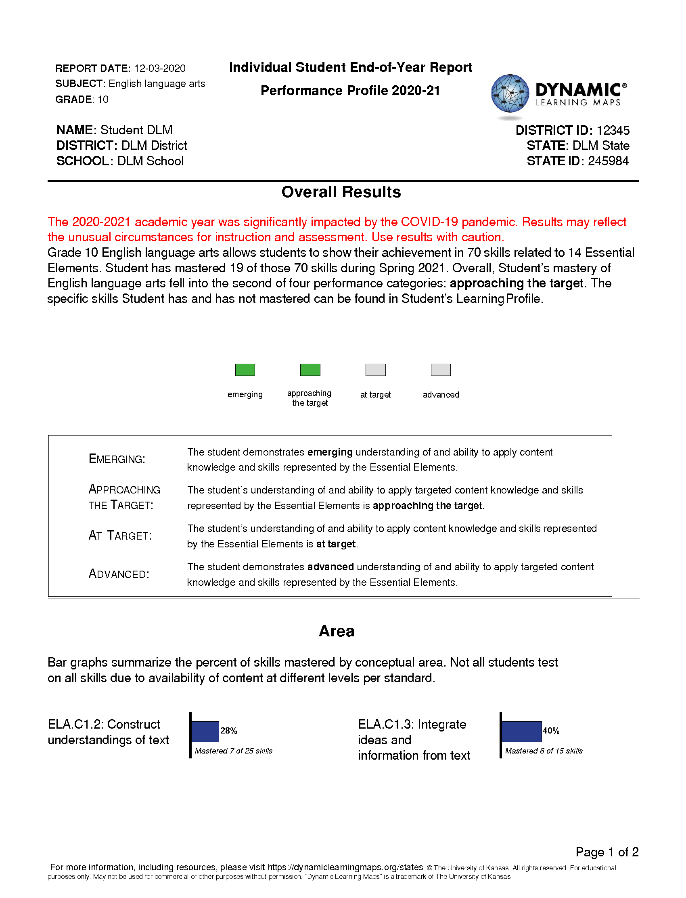 REPORT DATE: 12-03-2020
SUBJECT: English language arts
GRADE: 10
Individual Student End-of-Year Report
Performance Profile 2020-21
DYNAMIC®
LEARNING MAPS
NAME: Student DLM
DISTRICT: DLM District
SCHOOL: DLM School
DISTRICT ID: 12345
STATE: DLM State
STATE ID: 245984
Overall Results
The 2020-2021 academic year was significantly impacted by the COVID-19 pandemic. Results may reflect
the unusual circumstances for instruction and assessment. Use results with caution.
Grade 10 English language arts allows students to show their achievement in 70 skills related to 14 Essential
Elements. Student has mastered 19 of those 70 skills during Spring 2021. Overall, Student's mastery of
English language arts fell into the second of four performance categories: approaching the target. The
specific skills Student has and has not mastered can be found in Student's Learning Profile.
emerging
approaching
the target
at target
advanced
EMERGING:
The student demonstrates emerging understanding of and ability to apply content
knowledge and skills represented by the Essential Elements.
APPROACHING
THE TARGET:
The student's understanding of and ability to apply targeted content knowledge and skills
represented by the Essential Elements is approaching the target.
AT TARGET:
The student's understanding of and ability to apply content knowledge and skills represented
by the Essential Elements is at target.
ADVANCED:
The student demonstrates advanced understanding of and ability to apply targeted content
knowledge and skills represented by the Essential Elements.
Area
Bar graphs summarize the percent of skills mastered by conceptual area. Not all students test
on all skills due to availability of content at different levels per standard.
ELA.C1.2: Construct
understandings of text
28%
Mastered 7 of 25 skills
ELA.C1.3: Integrate
ideas and
information from text
40%
Mastered 6 of 15 skills
Page 1 of 2
For more information, including resources, please visit https://dynamiclearningmaps.org/states © The University of Kansas. All rights reserved. For educational
purposes only. May not be used for commercial or other purposes without permission. "Dynamic Learning Maps" is a trademark of The University of Kansas